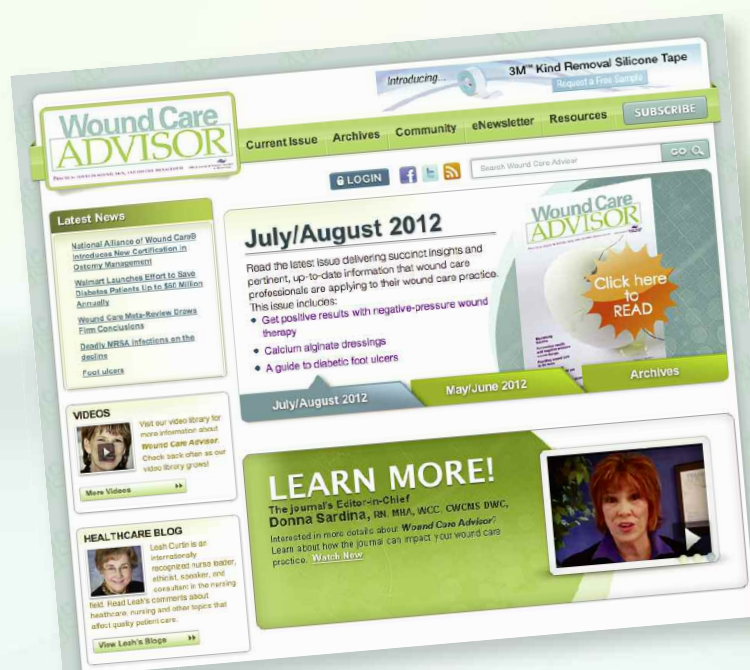 Introducing...
3M™ Kind Removal Silicone Tape
Request a Free Sample
Wound Care
ADVISOR
Current Issue
Archives
Community
eNewsletter
Resources
SUBSCRIBE
LOGIN
Search Wound Care Advisor
GO
Latest News
National Alliance of Wound Care®
Introduces New Certification in
Ostomy Management
Walmart Launches Effort to Save
Diabetes Patients Up to $60 Million
Annually
Wound Care Meta-Review Draws
Firm Conclusions
Deadly MRSA infections on the
decline
Foot ulcers
July/August 2012
Read the latest issue delivering succinct insights and
pertinent, up-to-date information that wound care
professionals are applying to their wound care practice.
This issue includes:
Get positive results with negative-pressure wound
therapy
Calcium alginate dressings
A guide to diabetic foot ulcers
Wound Care
ADVISOR
Click here
to
READ
July/August 2012
May/June 2012
Archives
VIDEOS
Visit our video library for
more information about
Wound Care Advisor.
Check back often as our
video library grows!
More Videos
LEARN MORE!
The journal's Editor-in-Chief
Donna Sardina, RN, MHA, WCC, CWCMS DWC,
Interested in more details about Wound Care Advisor?
Learn about how the journal can impact your wound care
practice. Watch Now
HEALTHCARE BLOG
Leah Curtin is an
internationally
recognized nurse leader,
ethicist, speaker, and
consultant in the nursing
field. Read Leah's comments about
healthcare, nursing and other topics that
affect quality patient care.
View Leah's Blogs